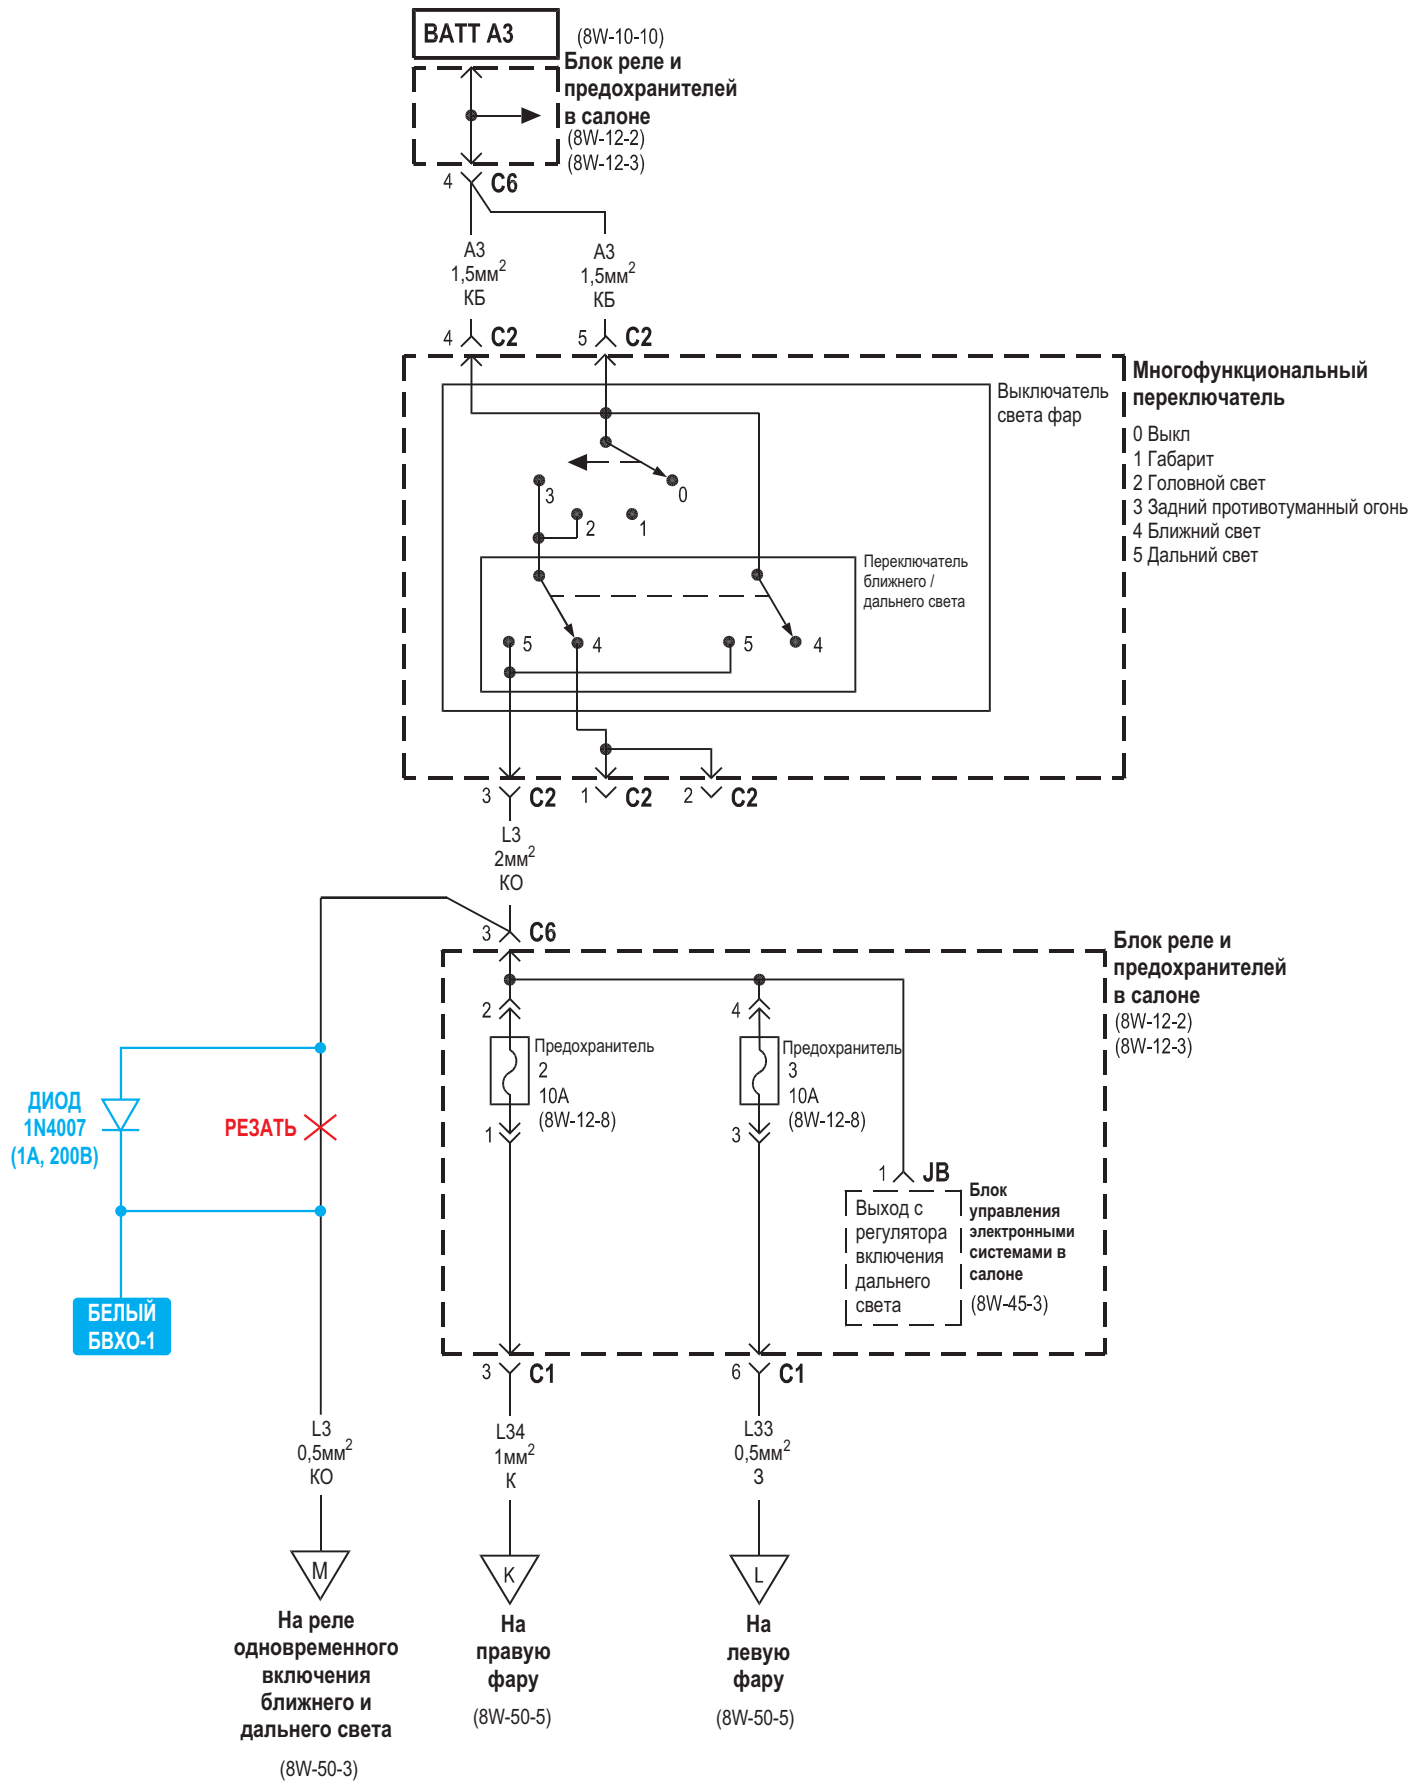 BATT A3
(8W-10-10)
Блок реле и
предохранителей
в салоне
(8W-12-2)
(8W-12-3)
4
C6
A3
1,5мм²
КБ
A3
1,5мм²
КБ
4
C2
5
C2
Многофункциональный
переключатель
0 Выкл
1 Габарит
2 Головной свет
3 Задний противотуманный огонь
4 Ближний свет
5 Дальний свет
Выключатель
света фар
3
0
2
1
Переключатель
ближнего /
дальнего света
5
4
5
4
3
C2
1
C2
2
C2
L3
2мм²
КО
3
C6
Блок реле и
предохранителей
в салоне
(8W-12-2)
(8W-12-3)
2
4
Предохранитель
2
10А
(8W-12-8)
Предохранитель
3
10А
(8W-12-8)
1
3
ДИОД
1N4007
(1А, 200В)
РЕЗАТЬ
1
JB
Выход с
регулятора
включения
дальнего
света
Блок
управления
электронными
системами в
салоне
(8W-45-3)
БЕЛЫЙ
БВХО-1
3
C1
6
C1
L3
0,5мм²
КО
L34
1мм²
К
L33
0,5мм²
З
M
K
L
На реле
одновременного
включения
ближнего и
дальнего света
(8W-50-3)
На
правую
фару
(8W-50-5)
На
левую
фару
(8W-50-5)